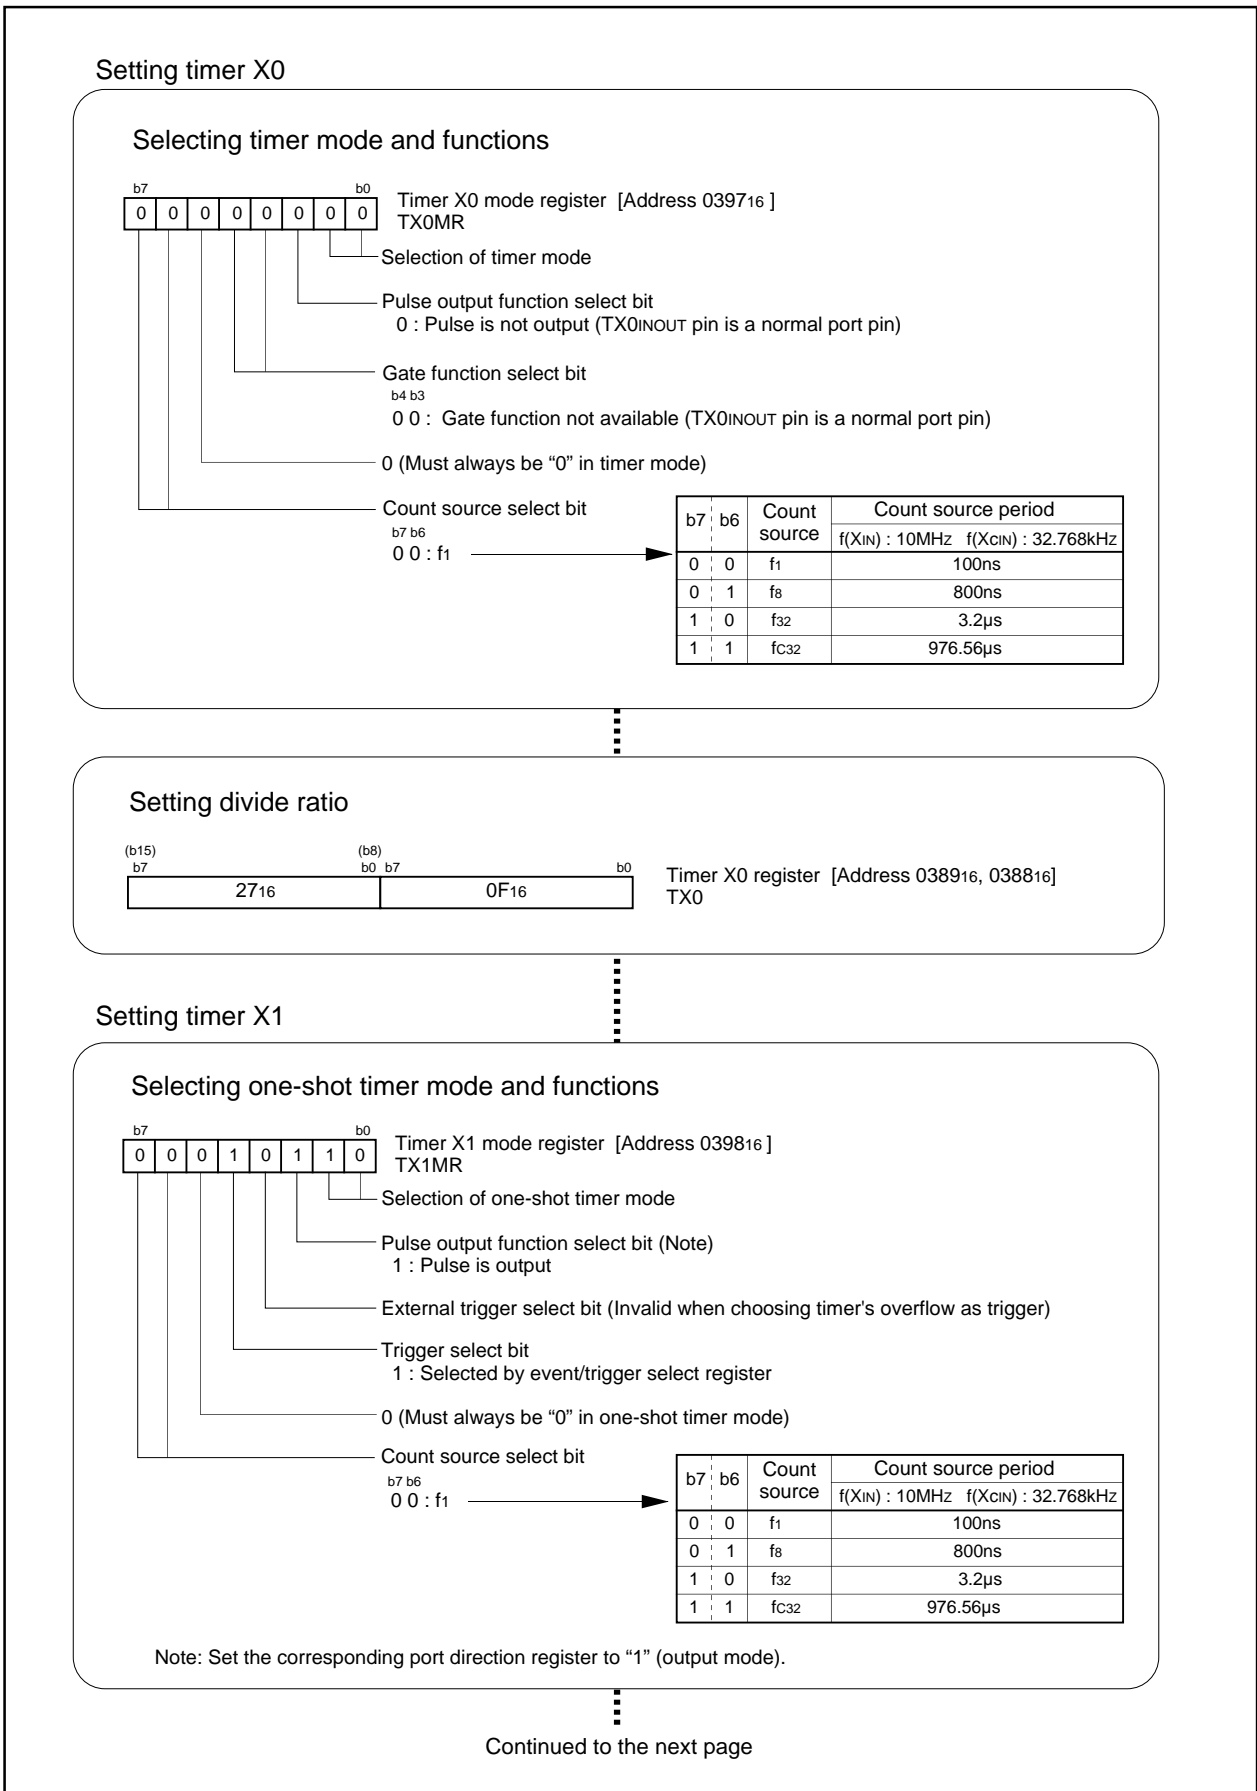 Setting timer X0
Selecting timer mode and functions
b7 b0
0 0 0 0 0 0 0 0
Timer X0 mode register [Address 039716 ]
TX0MR
Selection of timer mode
Pulse output function select bit
0 : Pulse is not output (TX0INOUT pin is a normal port pin)
Gate function select bit
b4 b3
0 0 : Gate function not available (TX0INOUT pin is a normal port pin)
0 (Must always be “0” in timer mode)
Count source select bit
b7 b6
0 0 : f1
b7 b6 Count source Count source period
f(XIN) : 10MHz f(XCIN) : 32.768kHz
0 0 f1 100ns
0 1 f8 800ns
1 0 f32 3.2µs
1 1 fC32 976.56µs
Setting divide ratio
(b15) (b8)
b7 b0 b7 b0
2716 0F16
Timer X0 register [Address 038916, 038816]
TX0
Setting timer X1
Selecting one-shot timer mode and functions
b7 b0
0 0 0 1 0 1 1 0
Timer X1 mode register [Address 039816 ]
TX1MR
Selection of one-shot timer mode
Pulse output function select bit (Note)
1 : Pulse is output
External trigger select bit (Invalid when choosing timer's overflow as trigger)
Trigger select bit
1 : Selected by event/trigger select register
0 (Must always be “0” in one-shot timer mode)
Count source select bit
b7 b6
0 0 : f1
b7 b6 Count source Count source period
f(XIN) : 10MHz f(XCIN) : 32.768kHz
0 0 f1 100ns
0 1 f8 800ns
1 0 f32 3.2µs
1 1 fC32 976.56µs
Note: Set the corresponding port direction register to “1” (output mode).
Continued to the next page